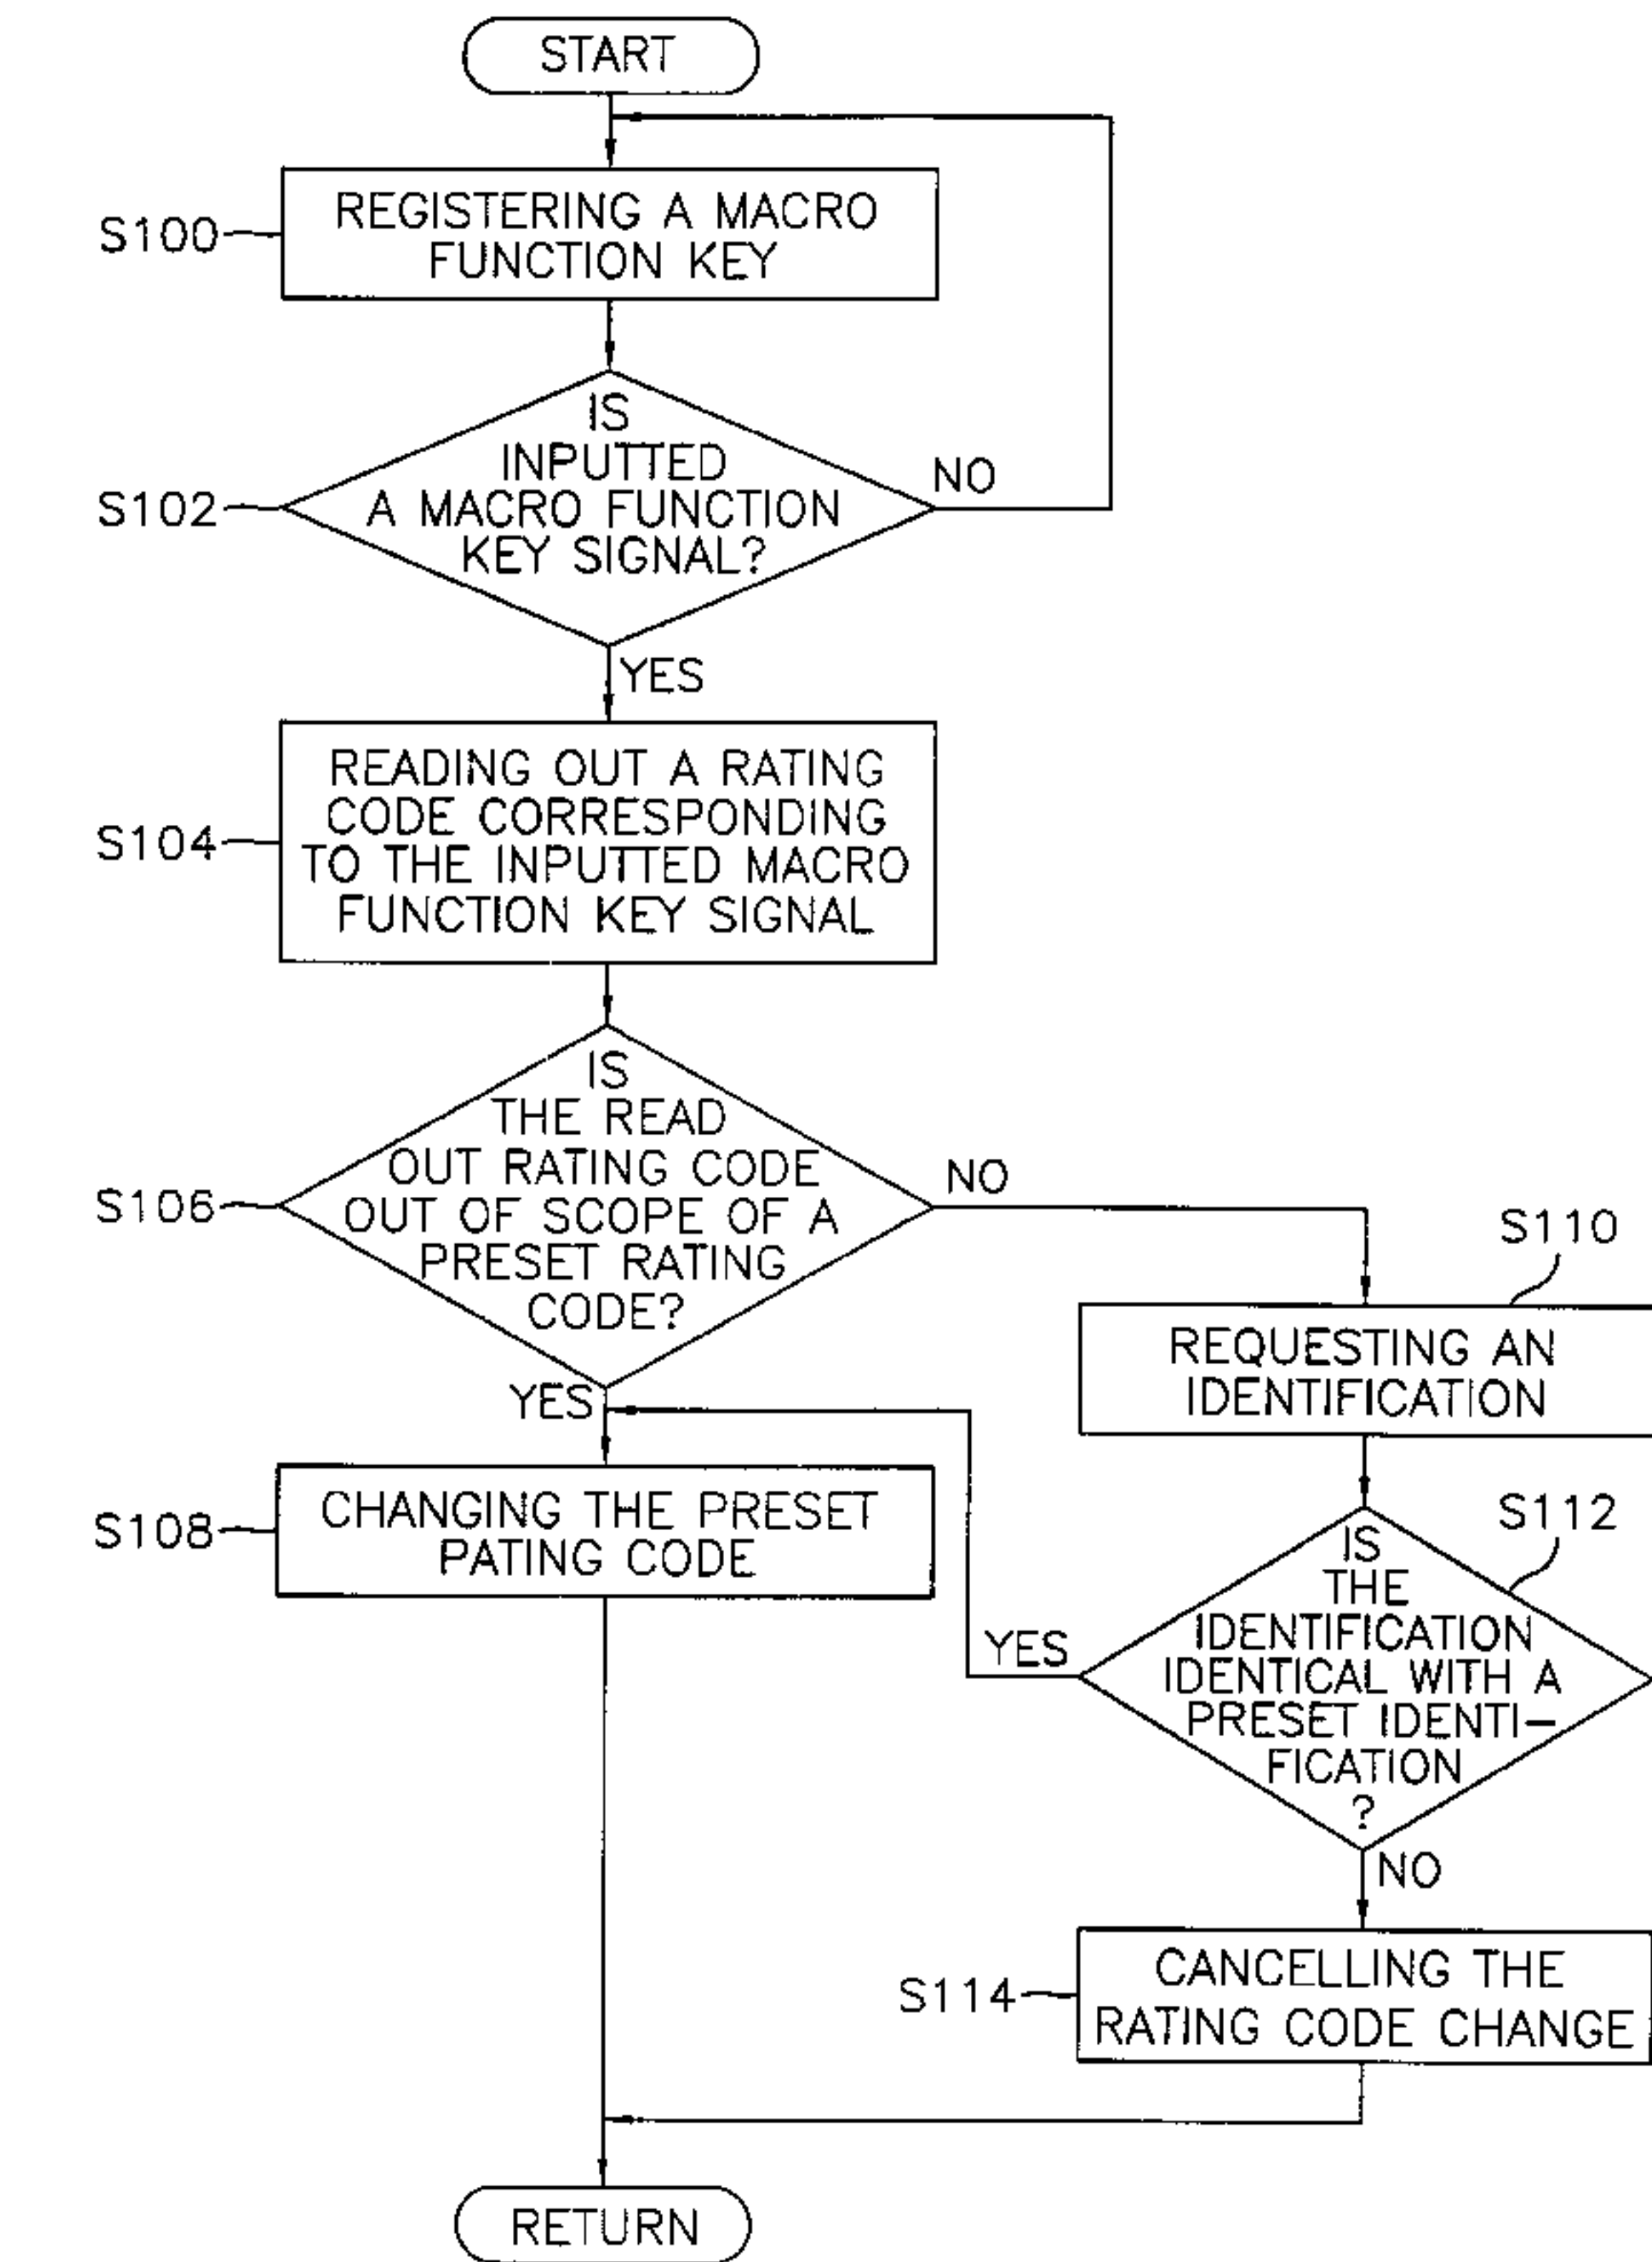 START
S100
REGISTERING A MACRO
FUNCTION KEY
IS
INPUTTED
S102
A MACRO FUNCTION
KEY SIGNAL?
NO
YES
S104
READING OUT A RATING
CODE CORRESPONDING
TO THE INPUTTED MACRO
FUNCTION KEY SIGNAL
S106
IS
THE READ
OUT RATING CODE
OUT OF SCOPE OF A
PRESET RATING
CODE?
NO
YES
S110
REQUESTING AN
IDENTIFICATION
S108
CHANGING THE PRESET
PATING CODE
S112
IS
THE
IDENTIFICATION
IDENTICAL WITH A
PRESET IDENTI-
FICATION
?
YES
NO
S114
CANCELLING THE
RATING CODE CHANGE
RETURN